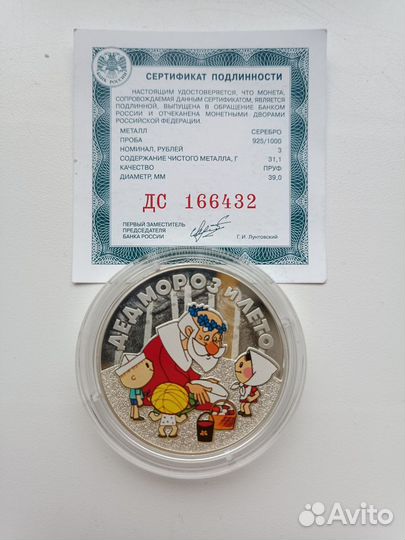 БАНК РОССИИ
СЕРТИФИКАТ ПОДЛИННОСТИ
НАСТОЯЩИМ УДОСТОВЕРЯЕТСЯ, ЧТО МОНЕТА,
СОПРОВОЖДАЕМАЯ ДАННЫМ СЕРТИФИКАТОМ, ЯВЛЯЕТСЯ
ПОДЛИННОЙ, ВЫПУЩЕНА В ОБРАЩЕНИЕ БАНКОМ
РОССИИ И ОТЧЕКАНЕНА МОНЕТНЫМИ ДВОРАМИ
РОССИЙСКОЙ ФЕДЕРАЦИИ.
МЕТАЛЛ СЕРЕБРО
ПРОБА 925/1000
НОМИНАЛ, РУБЛЕЙ 3
СОДЕРЖАНИЕ ЧИСТОГО МЕТАЛЛА, Г 31,1
КАЧЕСТВО ПРУФ
ДИАМЕТР, ММ 39,0
ДС 166432
ПЕРВЫЙ ЗАМЕСТИТЕЛЬ
ПРЕДСЕДАТЕЛЯ
БАНКА РОССИИ Г.И. Лунтовский
ДЕД МОРОЗ И ЛЕТО
Avito